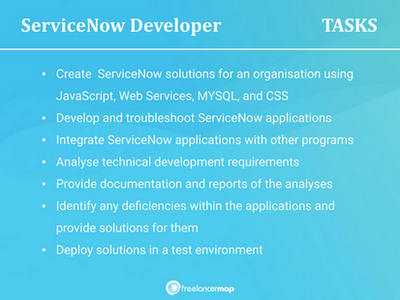 ServiceNow Developer TASKS
• Create ServiceNow solutions for an organisation using
JavaScript, Web Services, MYSQL, and CSS
• Develop and troubleshoot ServiceNow applications
• Integrate ServiceNow applications with other programs
• Analyse technical development requirements
• Provide documentation and reports of the analyses
• Identify any deficiencies within the applications and
provide solutions for them
• Deploy solutions in a test environment
freelancermap